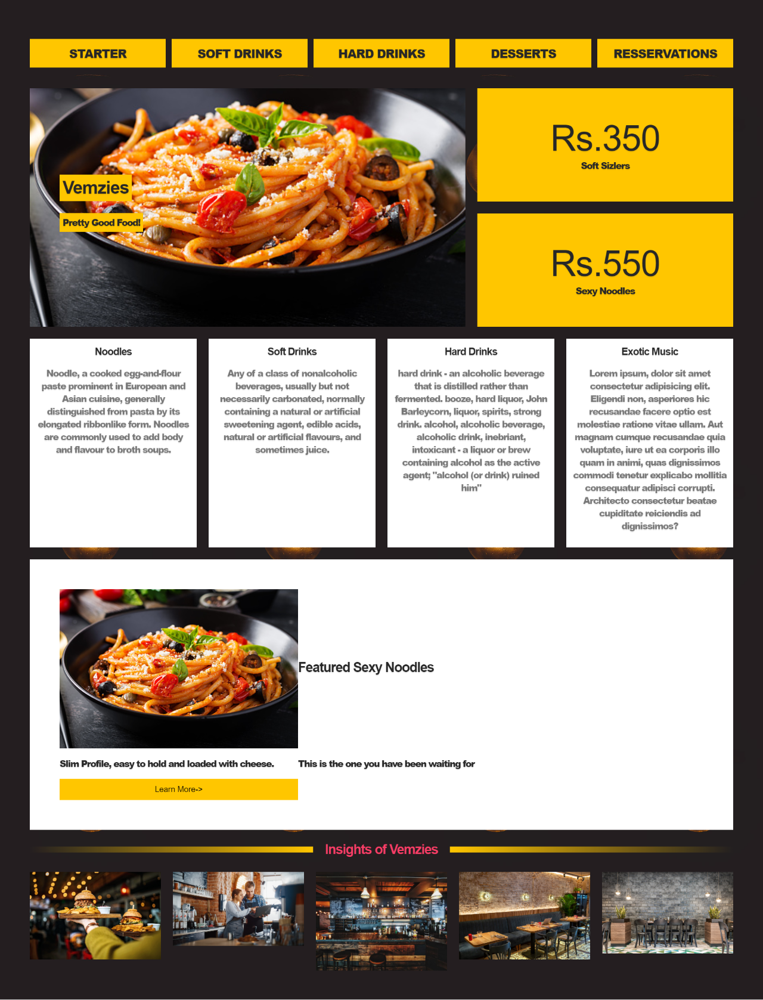 STARTER
SOFT DRINKS
HARD DRINKS
DESSERTS
RESSERVATIONS
Vemzies
Pretty Good Food!
Rs.350
Soft Sizlers
Rs.550
Sexy Noodles
Noodles
Noodle, a cooked egg-and-flour
paste prominent in European and
Asian cuisine, generally
distinguished from pasta by its
elongated ribbonlike form. Noodles
are commonly used to add body
and flavour to broth soups.
Soft Drinks
Any of a class of nonalcoholic
beverages, usually but not
necessarily carbonated, normally
containing a natural or artificial
sweetening agent, edible acids,
natural or artificial flavours, and
sometimes juice.
Hard Drinks
hard drink - an alcoholic beverage
that is distilled rather than
fermented. booze, hard liquor, John
Barleycorn, liquor, spirits, strong
drink. alcohol, alcoholic beverage,
alcoholic drink, inebriant,
intoxicant - a liquor or brew
containing alcohol as the active
agent; "alcohol (or drink) ruined
him"
Exotic Music
Lorem ipsum, dolor sit amet
consectetur adipisicing elit.
Eligendi non, asperiores hic
recusandae facere optio est
molestiae ratione vitae ullam. Aut
magnam cumque recusandae quia
voluptate, iure ut ea corporis illo
quam in animi, quas dignissimos
commodi tenetur explicabo mollitia
consequatur adipisci corrupti.
Architecto consectetur beatae
cupiditate reiciendis ad
dignissimos?
Featured Sexy Noodles
Slim Profile, easy to hold and loaded with cheese.
This is the one you have been waiting for
Learn More->
Insights of Vemzies